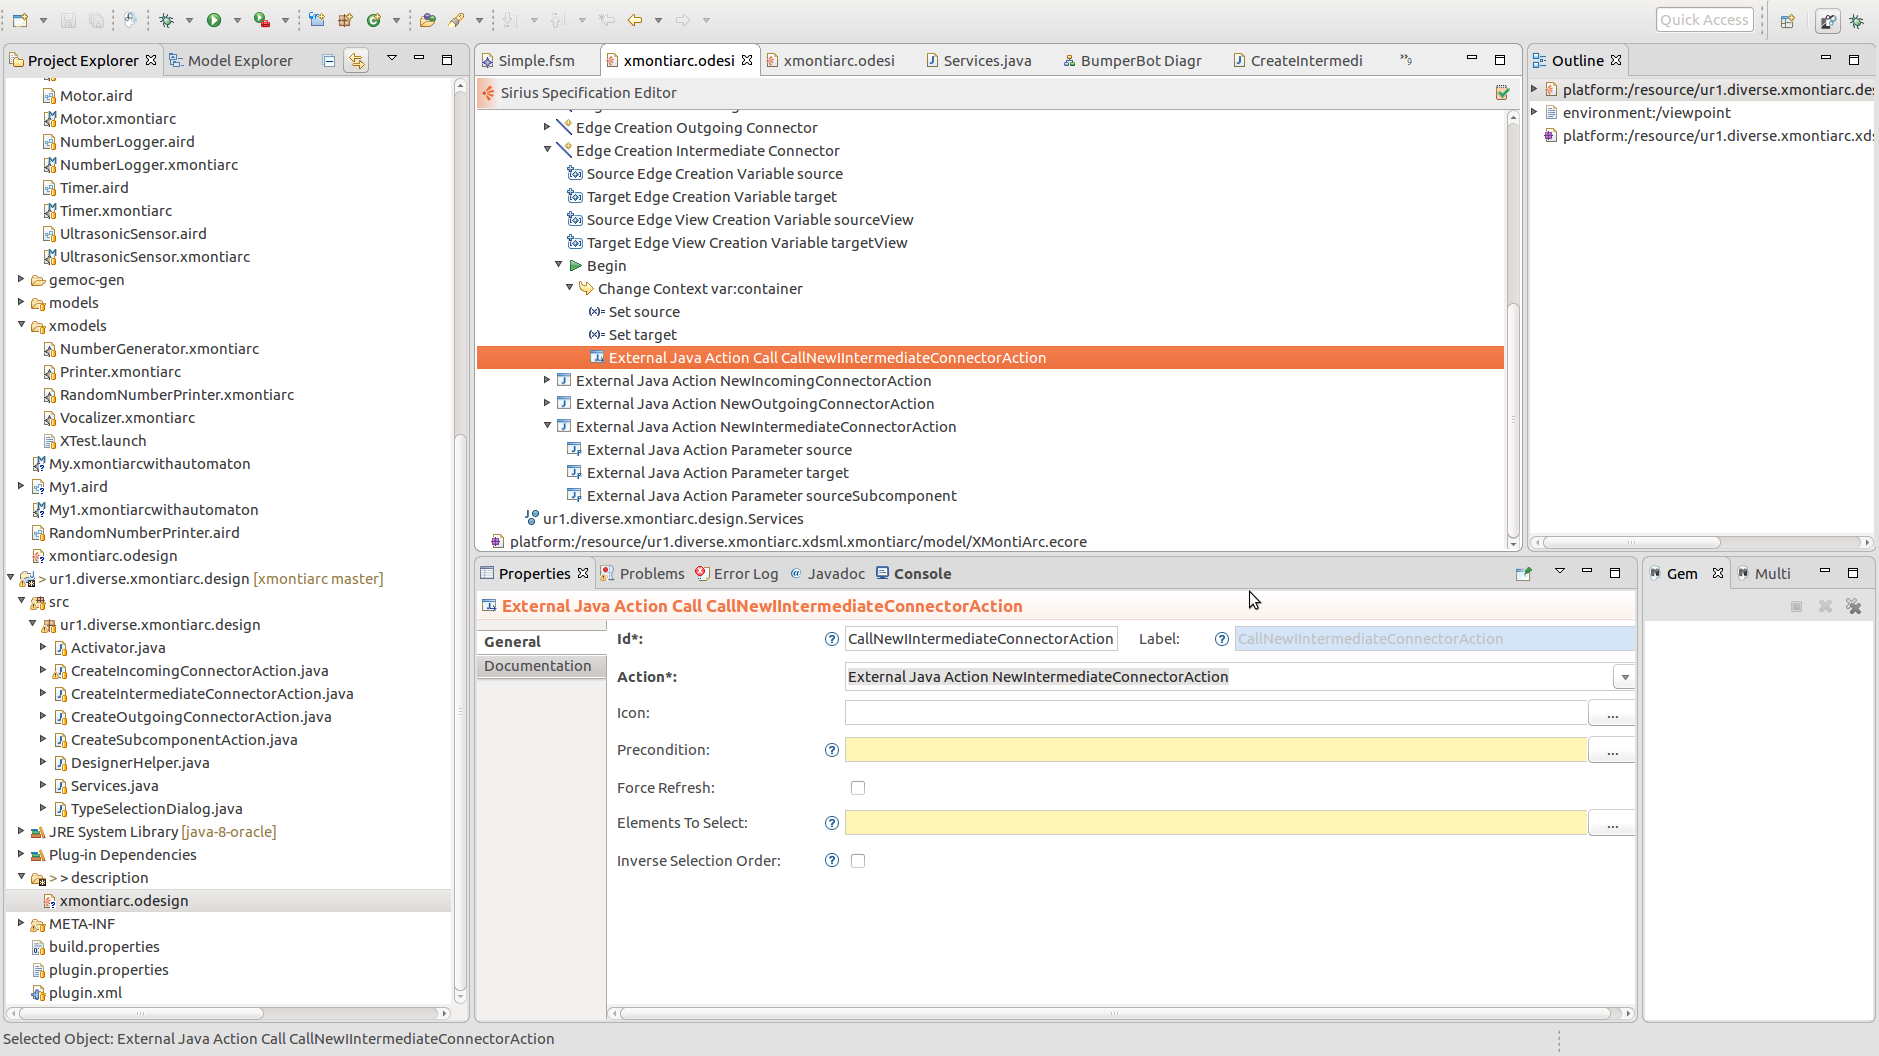 Quick Access
Project Explorer
Model Explorer
Motor.aird
Motor.xmontiarc
NumberLogger.aird
NumberLogger.xmontiarc
Timer.aird
Timer.xmontiarc
UltrasonicSensor.aird
UltrasonicSensor.xmontiarc
gemoc-gen
models
xmodels
NumberGenerator.xmontiarc
Printer.xmontiarc
RandomNumberPrinter.xmontiarc
Vocalizer.xmontiarc
XTest.launch
My.xmontiarcwithautomaton
My1.aird
My1.xmontiarcwithautomaton
RandomNumberPrinter.aird
xmontiarc.odesign
> ur1.diverse.xmontiarc.design [xmontiarc master]
src
ur1.diverse.xmontiarc.design
Activator.java
CreateIncomingConnectorAction.java
CreateIntermediateConnectorAction.java
CreateOutgoingConnectorAction.java
CreateSubcomponentAction.java
DesignerHelper.java
Services.java
TypeSelectionDialog.java
JRE System Library [java-8-oracle]
Plug-in Dependencies
> > description
xmontiarc.odesign
META-INF
build.properties
plugin.properties
plugin.xml
Simple.fsm
xmontiarc.odesi
xmontiarc.odesi
Services.java
BumperBot Diagr
CreateIntermedi
»9
Sirius Specification Editor
Edge Creation Outgoing Connector
Edge Creation Intermediate Connector
Source Edge Creation Variable source
Target Edge Creation Variable target
Source Edge View Creation Variable sourceView
Target Edge View Creation Variable targetView
Begin
Change Context var:container
Set source
Set target
External Java Action Call CallNewIIntermediateConnectorAction
External Java Action NewIncomingConnectorAction
External Java Action NewOutgoingConnectorAction
External Java Action NewIntermediateConnectorAction
External Java Action Parameter source
External Java Action Parameter target
External Java Action Parameter sourceSubcomponent
ur1.diverse.xmontiarc.design.Services
platform:/resource/ur1.diverse.xmontiarc.xdsml.xmontiarc/model/XMontiArc.ecore
Outline
platform:/resource/ur1.diverse.xmontiarc.des
environment:/viewpoint
platform:/resource/ur1.diverse.xmontiarc.xds
Properties
Problems
Error Log
@ Javadoc
Console
External Java Action Call CallNewIIntermediateConnectorAction
General
Documentation
Id*:
CallNewIIntermediateConnectorAction
Label:
CallNewIIntermediateConnectorAction
Action*:
External Java Action NewIntermediateConnectorAction
Icon:
...
Precondition:
...
Force Refresh:
Elements To Select:
...
Inverse Selection Order:
Gem
Multi
Selected Object: External Java Action Call CallNewIIntermediateConnectorAction